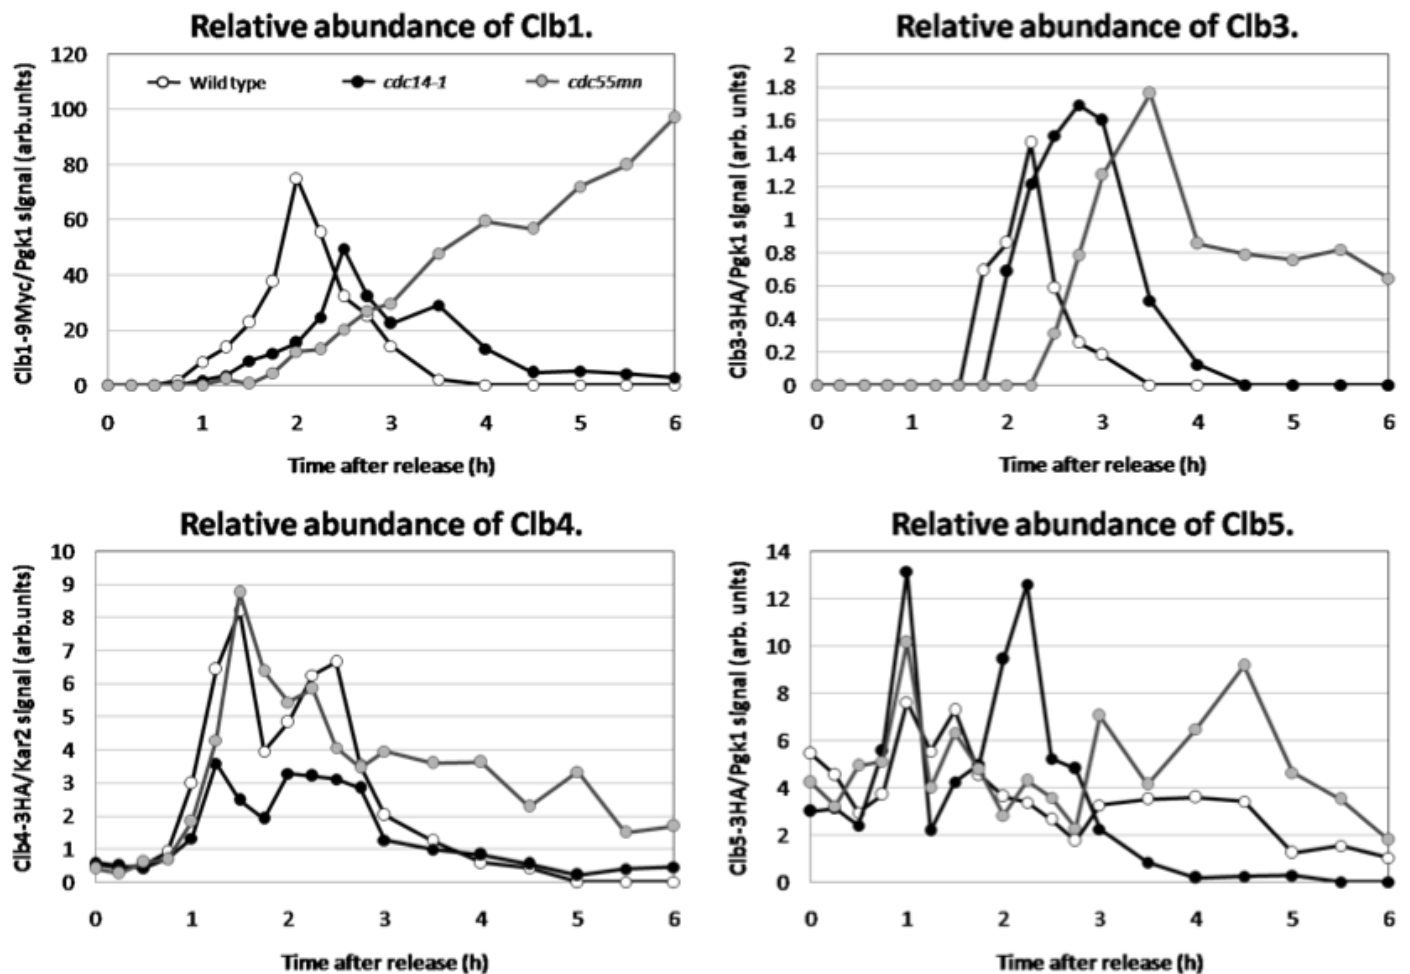 Relative abundance of Clb1.
Clb1-9Myc/Pgk1 signal (arb.units)
120
100
80
60
40
20
0
Wild type cdc14-1 cdc55mn
0 1 2 3 4 5 6
Time after release (h)
Relative abundance of Clb3.
Clb3-3HA/Pgk1 signal (arb. units)
2
1.8
1.6
1.4
1.2
1
0.8
0.6
0.4
0.2
0
0 1 2 3 4 5 6
Time after release (h)
Relative abundance of Clb4.
Clb4-3HA/Kar2 signal (arb.units)
10
9
8
7
6
5
4
3
2
1
0
0 1 2 3 4 5 6
Time after release (h)
Relative abundance of Clb5.
Clb5-3HA/Pgk1 signal (arb. units)
14
12
10
8
6
4
2
0
0 1 2 3 4 5 6
Time after release (h)